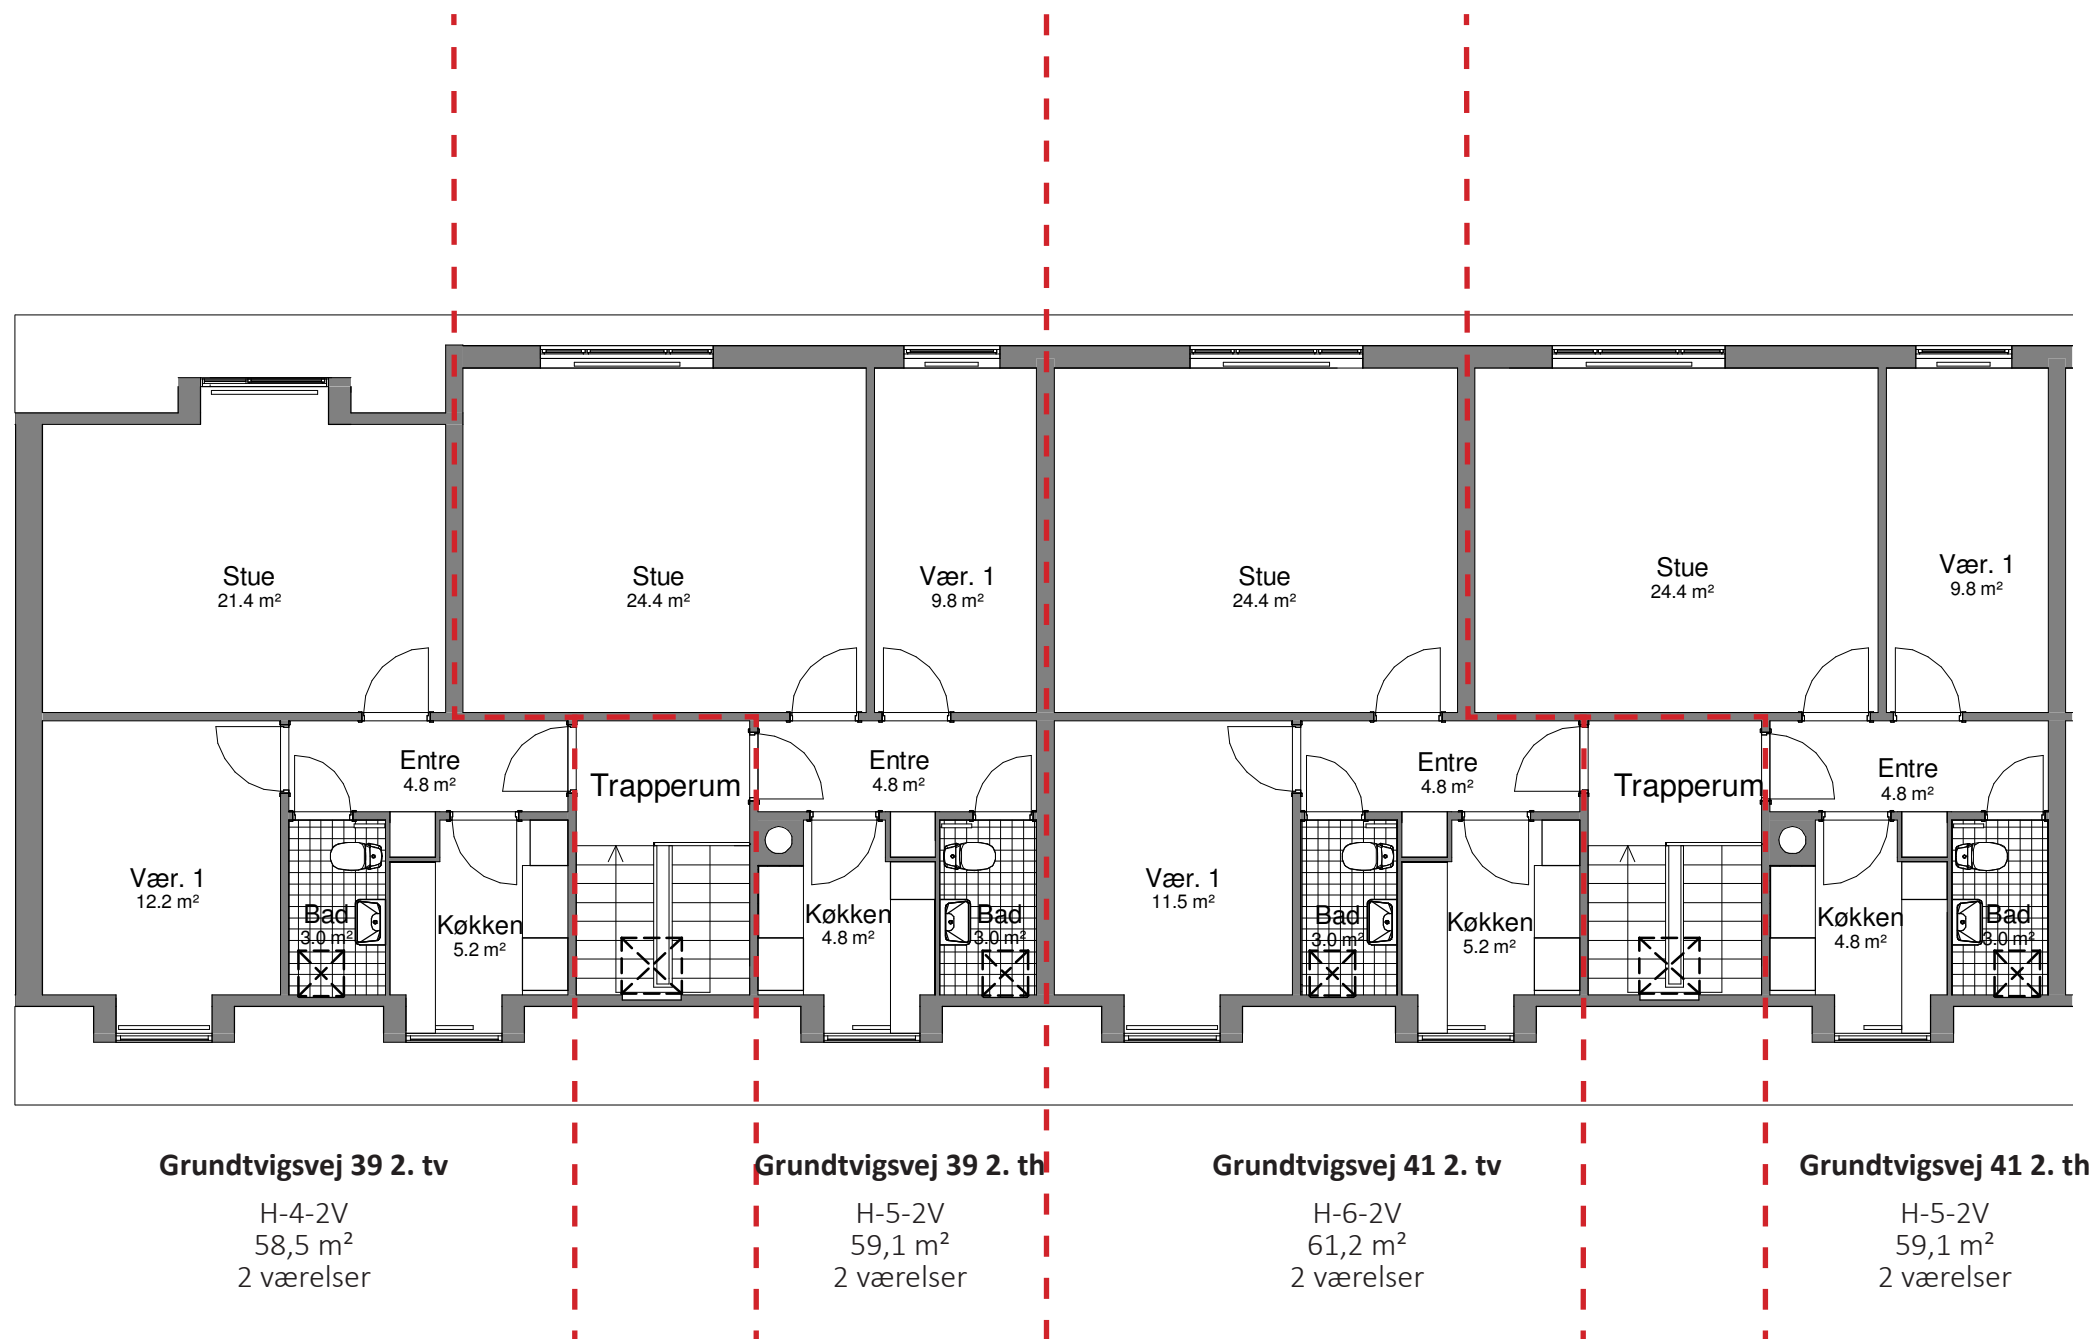 Stue
21.4 m²
Stue
24.4 m²
Vær. 1
9.8 m²
Stue
24.4 m²
Stue
24.4 m²
Vær. 1
9.8 m²
Entre
4.8 m²
Trapperum
Entre
4.8 m²
Entre
4.8 m²
Trapperum
Entre
4.8 m²
Vær. 1
12.2 m²
Bad
3.0 m²
Køkken
5.2 m²
Køkken
4.8 m²
Bad
3.0 m²
Vær. 1
11.5 m²
Bad
3.0 m²
Køkken
5.2 m²
Køkken
4.8 m²
Bad
3.0 m²
Grundtvigsvej 39 2. tv
H-4-2V
58,5 m²
2 værelser
Grundtvigsvej 39 2. th
H-5-2V
59,1 m²
2 værelser
Grundtvigsvej 41 2. tv
H-6-2V
61,2 m²
2 værelser
Grundtvigsvej 41 2. th
H-5-2V
59,1 m²
2 værelser